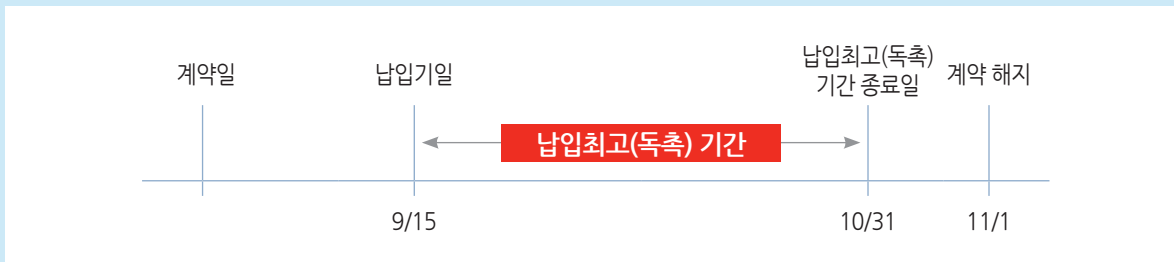 계약일
납입기일
납입최고(독촉)
기간 종료일
계약 해지
납입최고(독촉) 기간
9/15
10/31
11/1